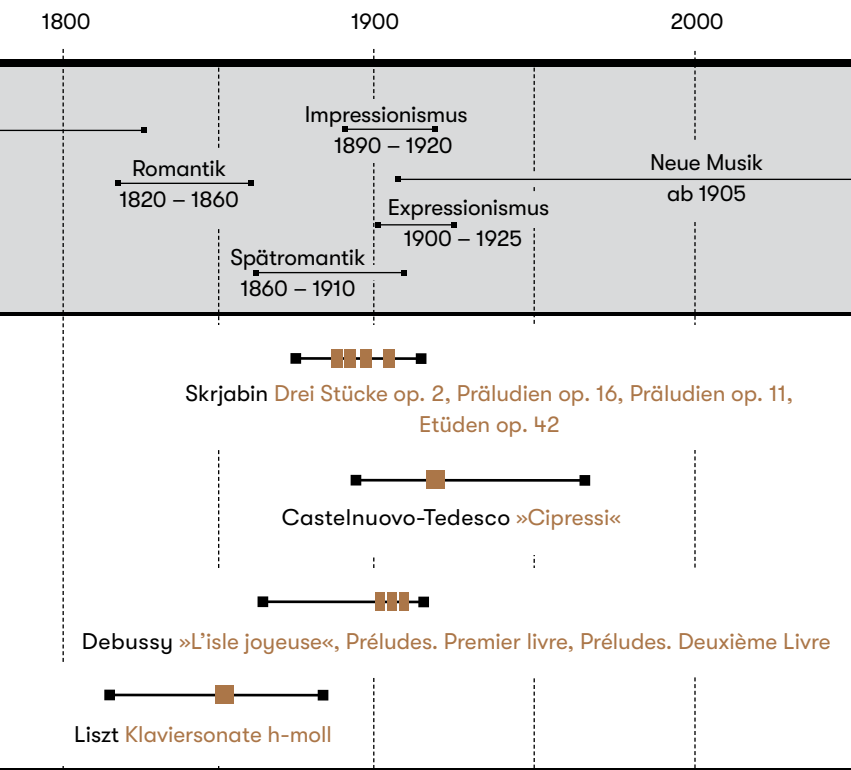 1800 1900 2000
Impressionismus
1890 – 1920
Romantik
1820 – 1860
Neue Musik
ab 1905
Expressionismus
1900 – 1925
Spätromantik
1860 – 1910
Skrjabin Drei Stücke op. 2, Präludien op. 16, Präludien op. 11,
Etüden op. 42
Castelnuovo-Tedesco »Cipressi«
Debussy »L’isle joyeuse«, Préludes. Premier livre, Préludes. Deuxième Livre
Liszt Klaviersonate h-moll